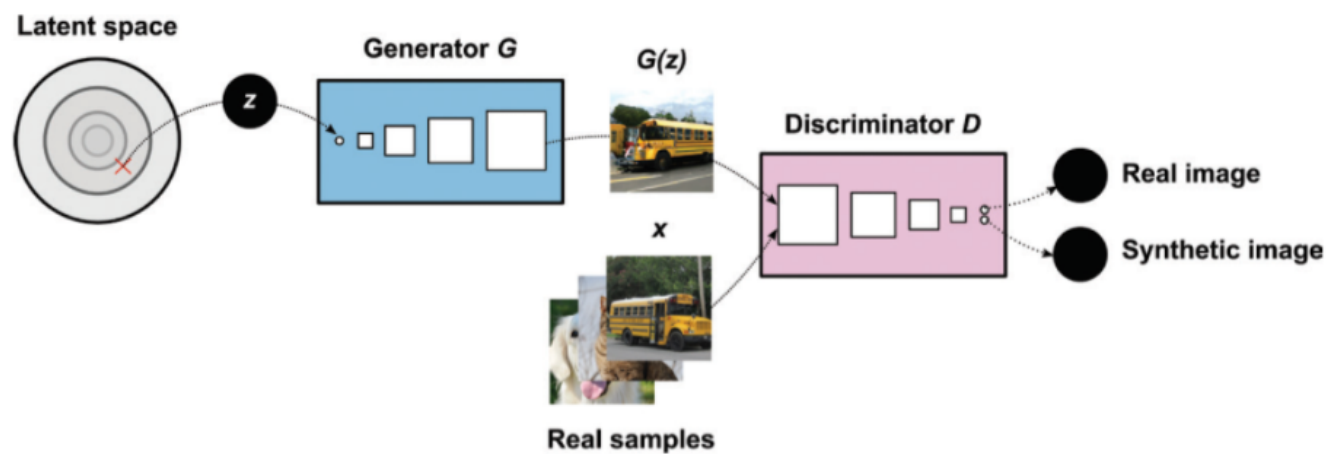 Latent space
Generator G
G(z)
z
Discriminator D
Real image
x
Synthetic image
Real samples